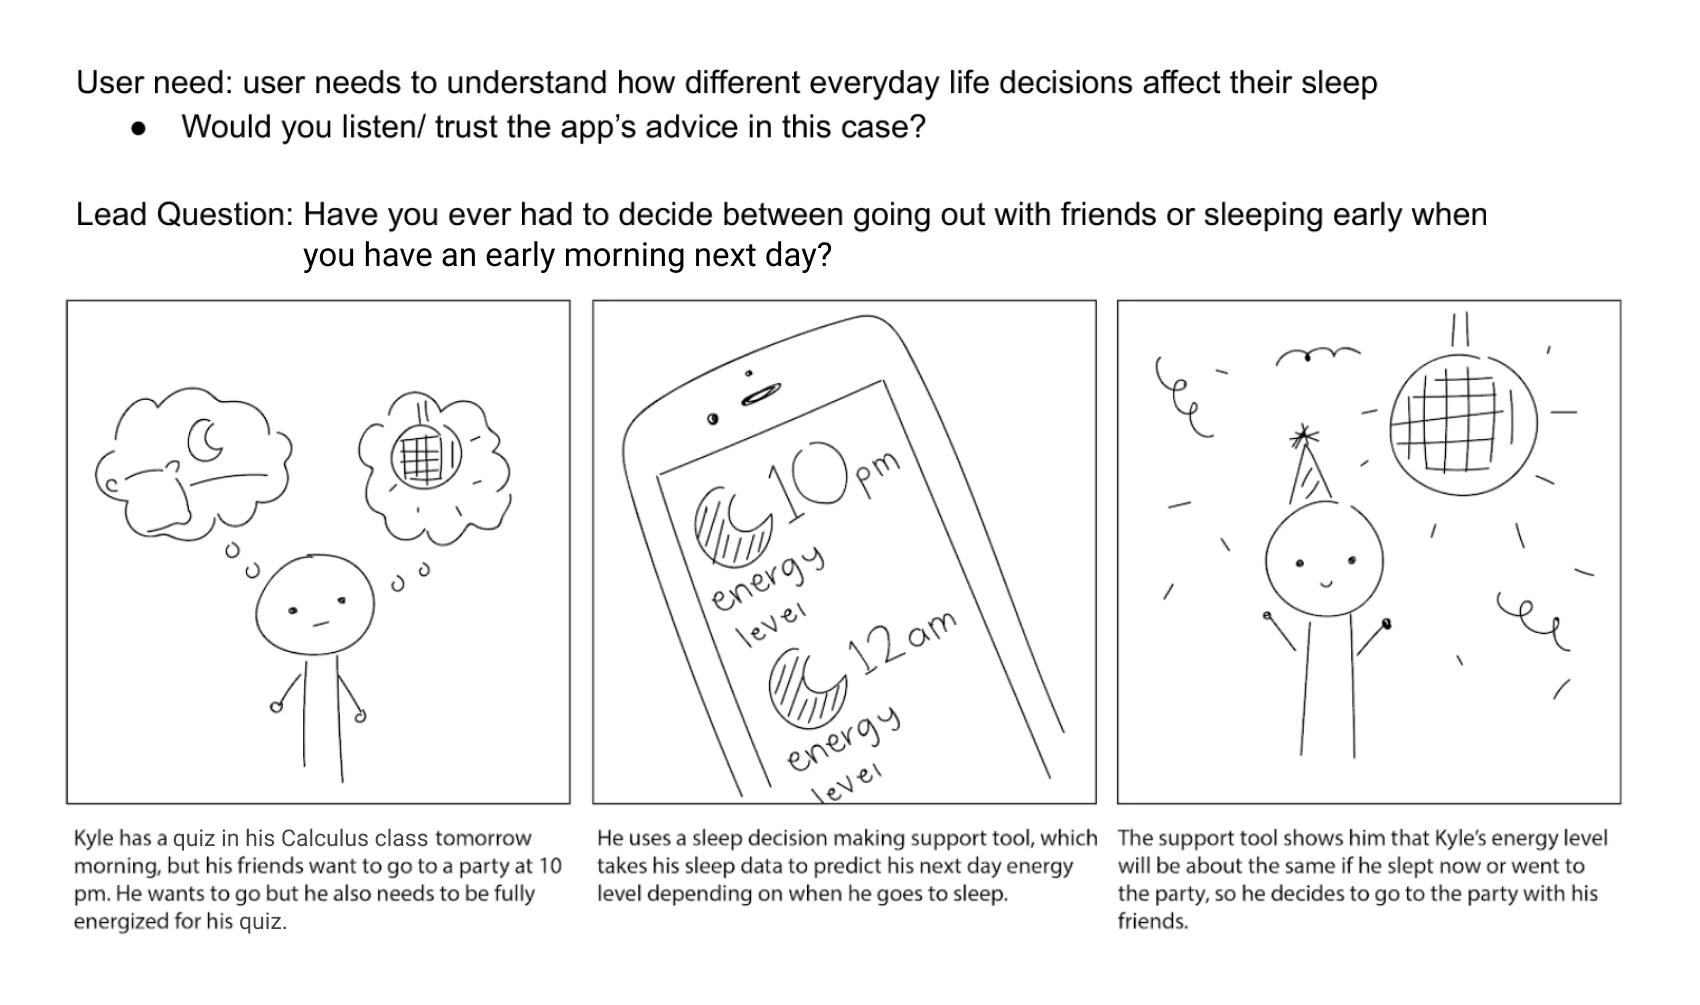 User need: user needs to understand how different everyday life decisions affect their sleep
● Would you listen/ trust the app's advice in this case?
Lead Question: Have you ever had to decide between going out with friends or sleeping early when
you have an early morning next day?
10 pm
energy
level
12 am
energy
level
Kyle has a quiz in his Calculus class tomorrow
morning, but his friends want to go to a party at 10
pm. He wants to go but he also needs to be fully
energized for his quiz.
He uses a sleep decision making support tool, which
takes his sleep data to predict his next day energy
level depending on when he goes to sleep.
The support tool shows him that Kyle's energy level
will be about the same if he slept now or went to
the party, so he decides to go to the party with his
friends.